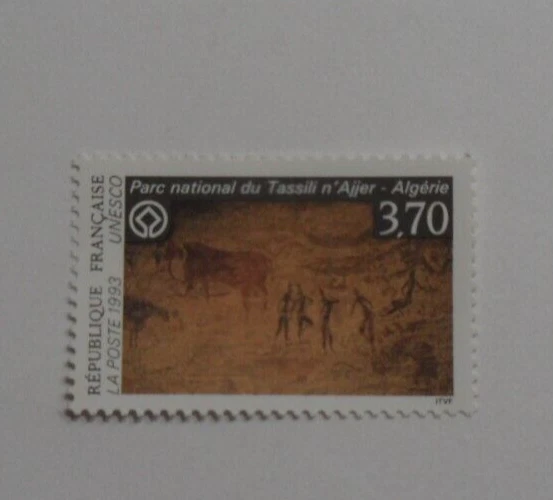 Parc national du Tassili n'Ajjer - Algérie
3,70
RÉPUBLIQUE FRANÇAISE
LA POSTE 1993 UNESCO
ITVF